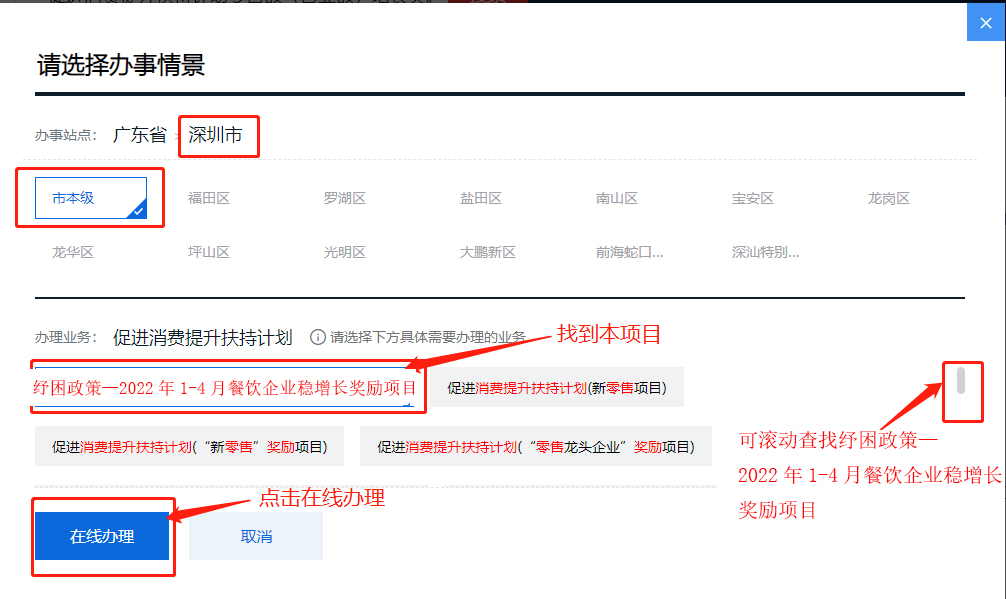 请选择办事情景
办事站点： 广东省 深圳市
市本级 福田区 罗湖区 盐田区 南山区 宝安区 龙岗区
龙华区 坪山区 光明区 大鹏新区 前海蛇口... 深汕特别...
办理业务： 促进消费提升扶持计划 请选择下方具体需要办理的业务
找到本项目
纾困政策—2022 年 1-4 月餐饮企业稳增长奖励项目 促进消费提升扶持计划(新零售项目)
促进消费提升扶持计划(“新零售”奖励项目) 促进消费提升扶持计划(“零售龙头企业”奖励项目)
可滚动查找纾困政策—
2022 年 1-4 月餐饮企业稳增长
奖励项目
点击在线办理
在线办理 取消